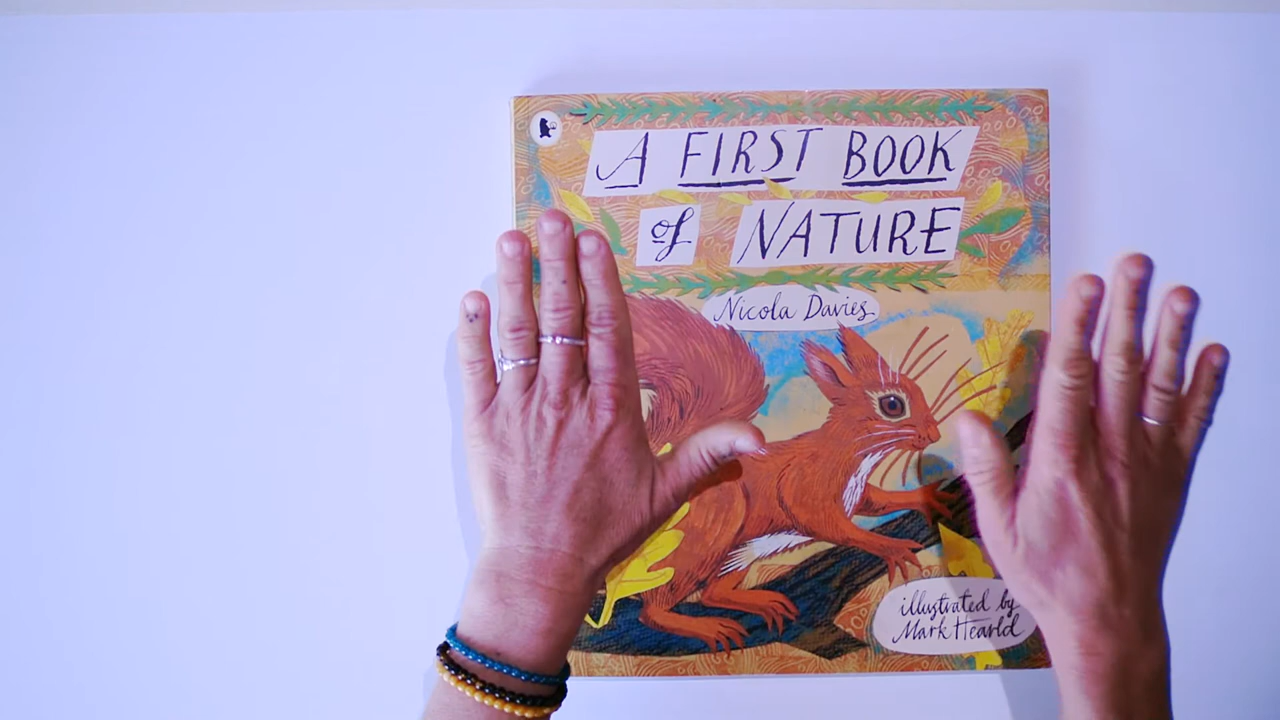 A FIRST BOOK
of NATURE
Nicola Davies
illustrated by
Mark Hearld